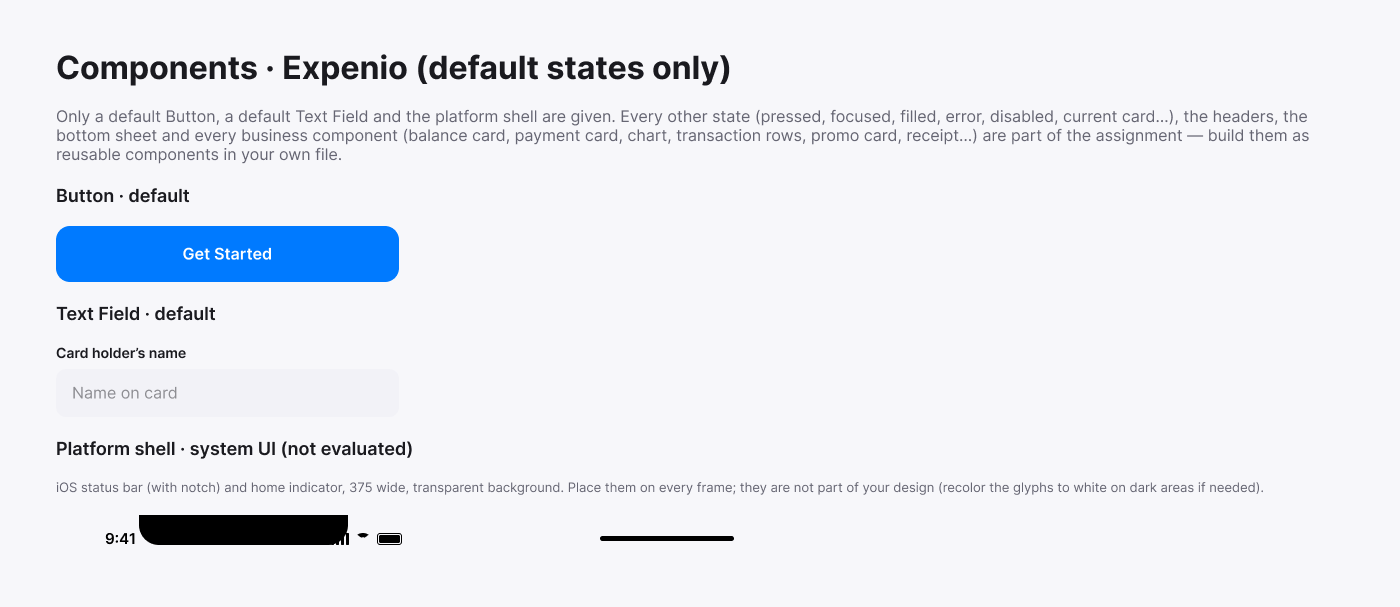 Components · Expenio (default states only)
Only a default Button, a default Text Field and the platform shell are given. Every other state (pressed, focused, filled, error, disabled, current card…), the headers, the
bottom sheet and every business component (balance card, payment card, chart, transaction rows, promo card, receipt…) are part of the assignment — build them as
reusable components in your own file.
Button · default
Get Started
Text Field · default
Card holder’s name
Name on card
Platform shell · system UI (not evaluated)
iOS status bar (with notch) and home indicator, 375 wide, transparent background. Place them on every frame; they are not part of your design (recolor the glyphs to white on dark areas if needed).
9:41